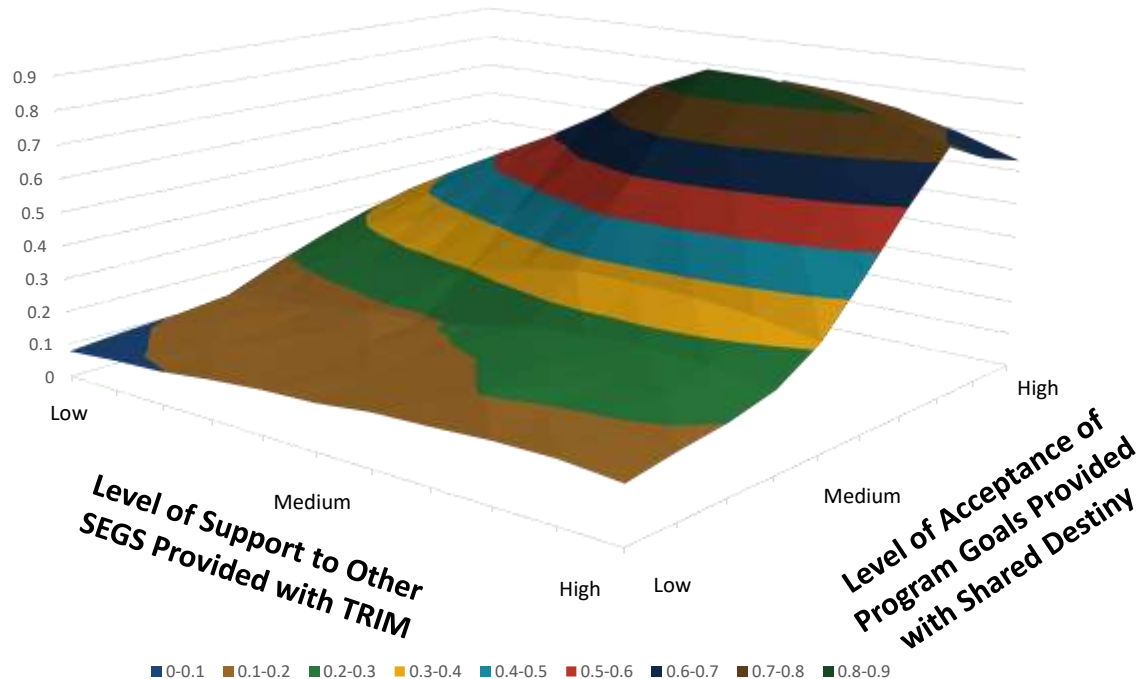 0.9
0.8
0.7
0.6
0.5
0.4
0.3
0.2
0.1
0
Low
Medium
High
Level of Support to Other
SEGS Provided with TRIM
Low
Medium
High
Level of Acceptance of
Program Goals Provided
with Shared Destiny
0-0.1 0.1-0.2 0.2-0.3 0.3-0.4 0.4-0.5 0.5-0.6 0.6-0.7 0.7-0.8 0.8-0.9